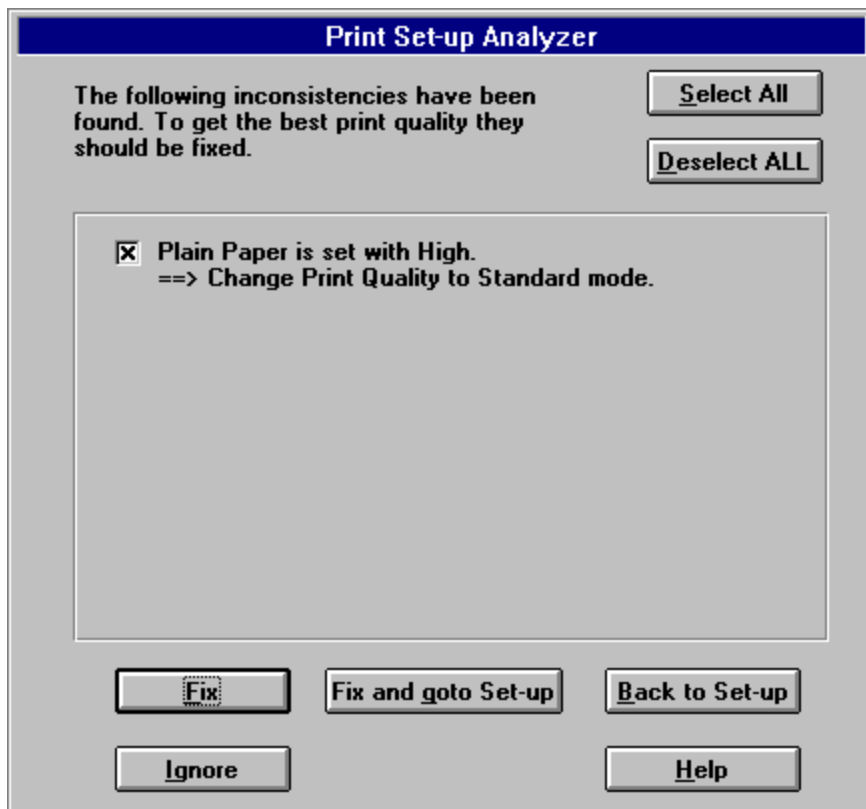 Print Set-up Analyzer
The following inconsistencies have been
found. To get the best print quality they
should be fixed.
Select All
Deselect ALL
Plain Paper is set with High.
==> Change Print Quality to Standard mode.
Fix
Fix and goto Set-up
Back to Set-up
Ignore
Help